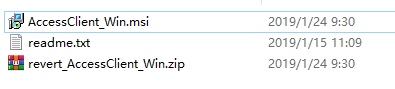 AccessClient_Win.msi 2019/1/24 9:30
readme.txt 2019/1/15 11:09
revert_AccessClient_Win.zip 2019/1/24 9:30